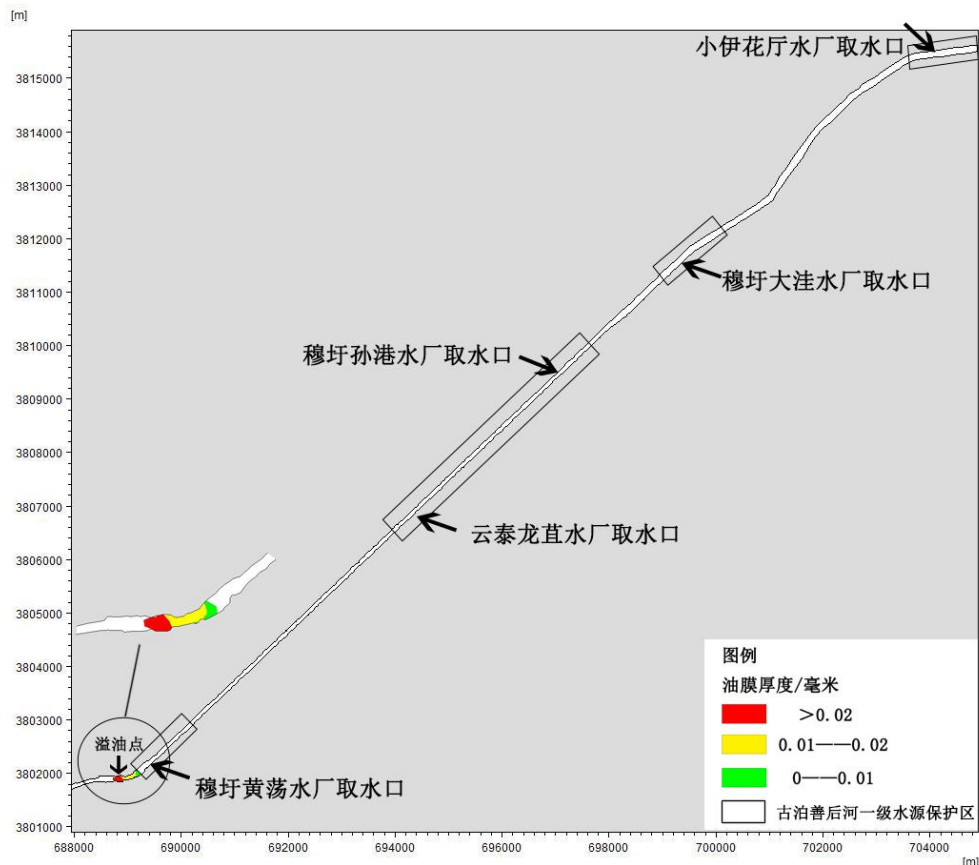 [m]
小伊花厅水厂取水口
3815000
3814000
3813000
3812000
穆圩大洼水厂取水口
3811000
3810000
穆圩孙港水厂取水口
3809000
3808000
3807000
云泰龙苴水厂取水口
3806000
3805000
3804000
3803000
溢油点
3802000
穆圩黄荡水厂取水口
3801000
图例
油膜厚度/毫米
>0.02
0.01——0.02
0——0.01
古泊善后河一级水源保护区
688000 690000 692000 694000 696000 698000 700000 702000 704000
[m]